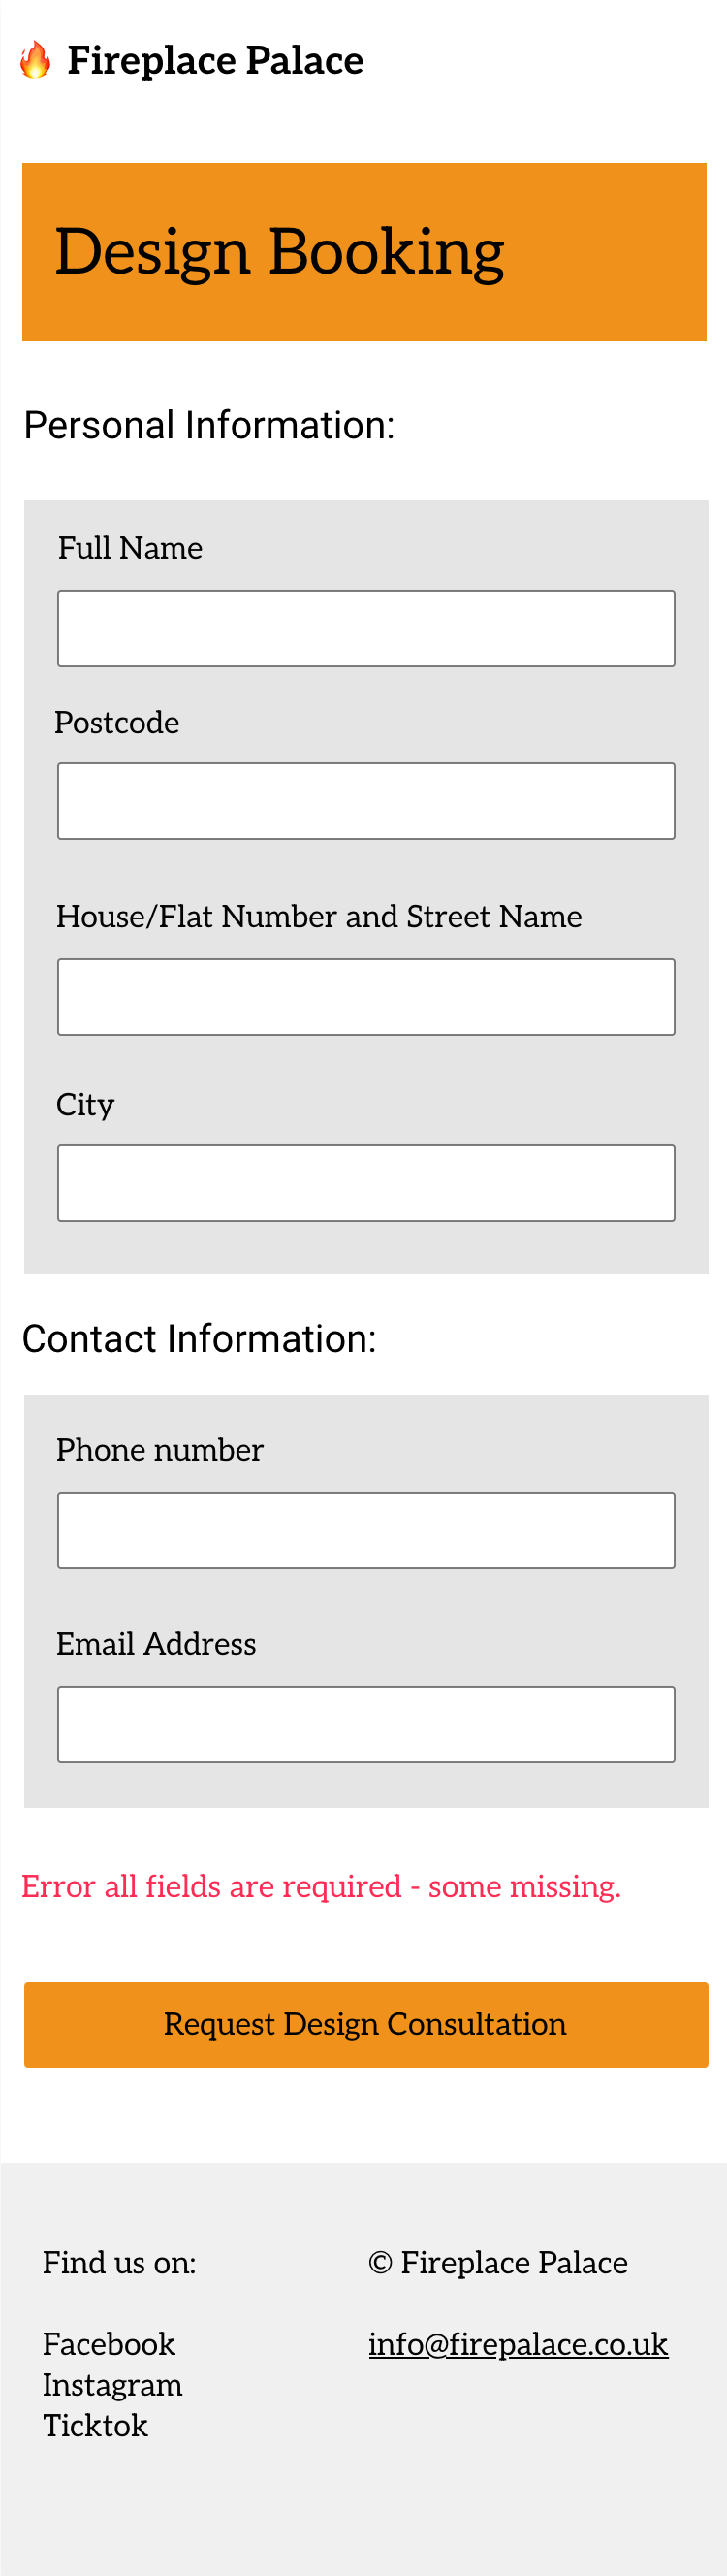 Fireplace Palace
Design Booking
Personal Information:
Full Name
Postcode
House/Flat Number and Street Name
City
Contact Information:
Phone number
Email Address
Error all fields are required - some missing.
Request Design Consultation
Find us on:
Facebook
Instagram
Ticktok
© Fireplace Palace
info@firepalace.co.uk